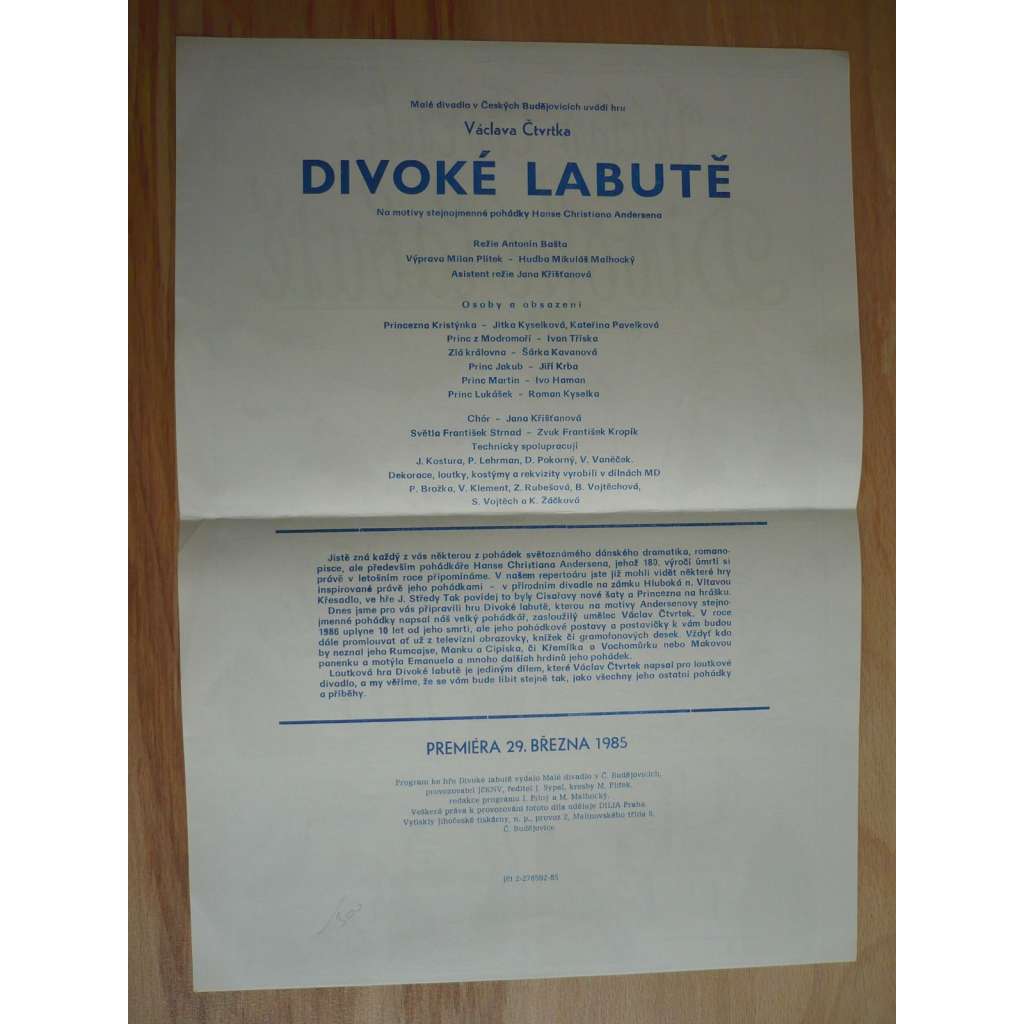 Malé divadlo v Českých Budějovicích uvádí hru
Václava Čtvrtka
DIVOKÉ LABUTĚ
Na motivy stejnojmenné pohádky Hanse Christiana Andersena
Režie Antonín Bašta
Výprava Milan Plítek – Hudba Mikuláš Malhocký
Asistent režie Jana Křišťanová
Osoby a obsazení
Princezna Kristýnka – Jitka Kyselková, Kateřina Pavelková
Princ z Modromoří – Ivan Tříska
Zlá královna – Šárka Kavanová
Princ Jakub – Jiří Krba
Princ Martin – Ivo Haman
Princ Lukášek – Roman Kyselka
Chór – Jana Křišťanová
Světla František Strnad – Zvuk František Kropík
Technicky spolupracují
J. Kostura, P. Lehrman, D. Pokorný, V. Vaněček.
Dekorace, loutky, kostýmy a rekvizity vyrobili v dílnách MD
P. Brožka, V. Klement, Z. Rubešová, B. Vojtěchová,
S. Vojtěch a K. Žáčková
Jistě zná každý z vás některou z pohádek světoznámého dánského dramatika, romano-
pisce, ale především pohádkáře Hanse Christiana Andersena, jehož 180. výročí úmrtí si
právě v letošním roce připomínáme. V našem repertoáru jste již mohli vidět některé hry
inspirované právě jeho pohádkami – v přírodním divadle na zámku Hluboká n. Vltavou
Křesadlo, ve hře J. Středy Tak povídej to byly Císařovy nové šaty a Princezna na hrášku.
Dnes jsme pro vás připravili hru Divoké labutě, kterou na motivy Andersenovy stejno-
jmenné pohádky napsal náš velký pohádkář, zasloužilý umělec Václav Čtvrtek. V roce
1986 uplyne 10 let od jeho smrti, ale jeho pohádkové postavy a postavičky k vám budou
dále promlouvat ať už z televizní obrazovky, knížek či gramofonových desek. Vždyť kdo
by neznal jeho Rumcajse, Manku a Cipíska, či Křemílka a Vochomůrku nebo Makovou
panenku a motýla Emanuela a mnoho dalších hrdinů jeho pohádek.
Loutková hra Divoké labutě je jediným dílem, které Václav Čtvrtek napsal pro loutkové
divadlo, a my věříme, že se vám bude líbit stejně tak, jako všechny jeho ostatní pohádky
a příběhy.
PREMIÉRA 29. BŘEZNA 1985
Program ke hře Divoké labutě vydalo Malé divadlo v Č. Budějovicích,
provozovatel JčKNV, ředitel J. Sypal, kresby M. Plítek,
redakce programu I. Pitný a M. Malhocký.
Veškerá práva k provozování tohoto díla uděluje DILIA Praha.
Vytiskly Jihočeské tiskárny, n. p., provoz 2, Malinovského třída 8,
Č. Budějovice
Jčt 2-276592-85